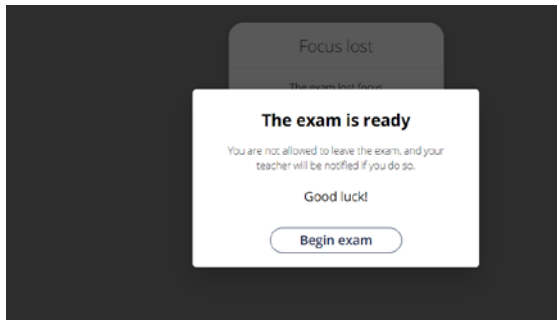 Focus lost
The exam lost focus
The exam is ready
You are not allowed to leave the exam, and your
teacher will be notified if you do so.
Good luck!
Begin exam